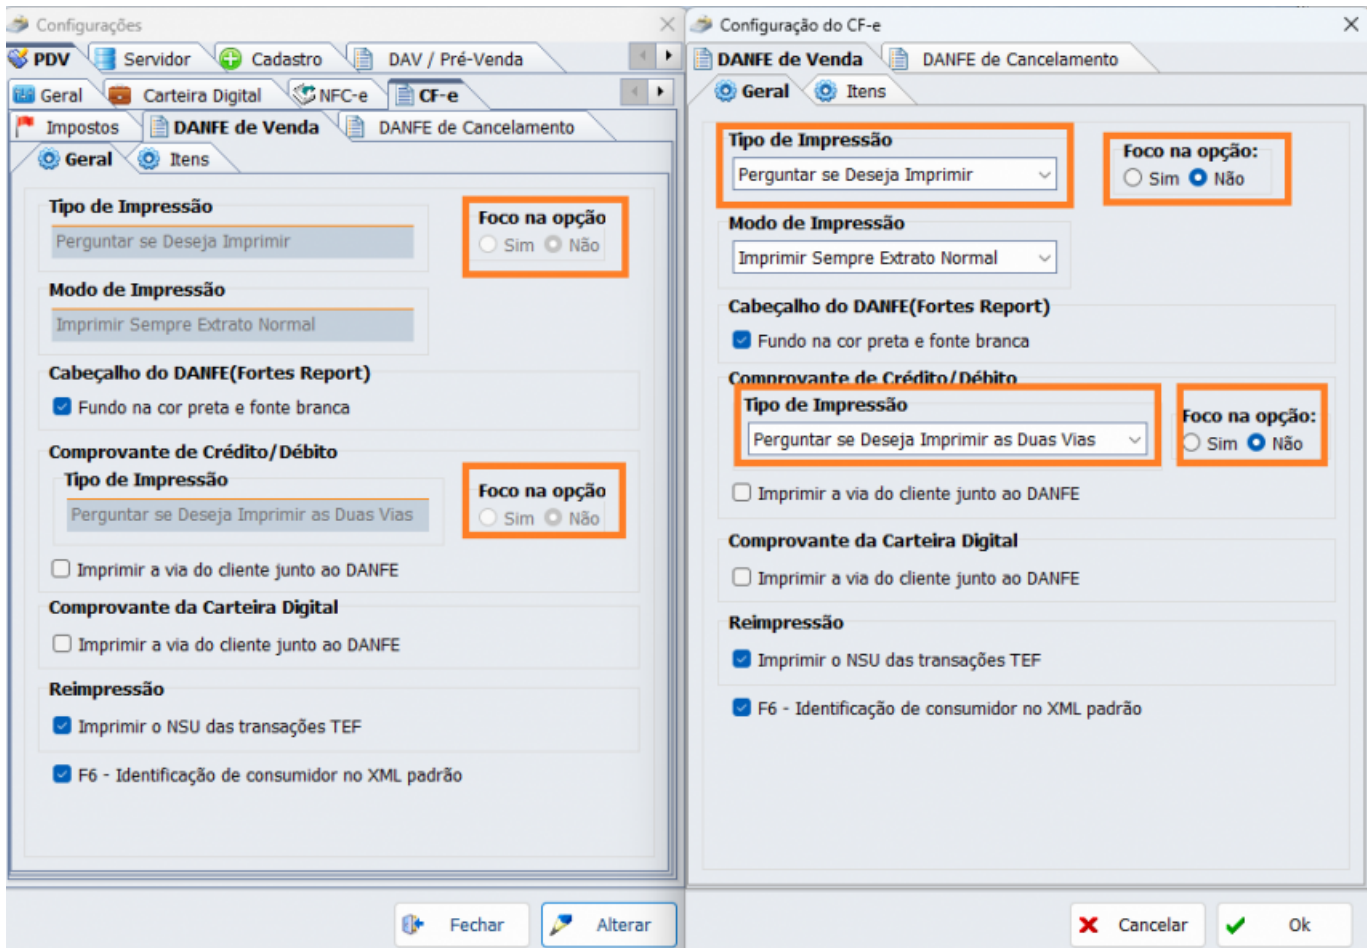 Configurações
PDV Servidor Cadastro DAV / Pré-Venda
Geral Carteira Digital NFC-e CF-e
Impostos DANFE de Venda DANFE de Cancelamento
Geral Itens
Tipo de Impressão
Perguntar se Deseja Imprimir
Foco na opção
Sim Não
Modo de Impressão
Imprimir Sempre Extrato Normal
Cabeçalho do DANFE(Fortes Report)
Fundo na cor preta e fonte branca
Comprovante de Crédito/Débito
Tipo de Impressão
Perguntar se Deseja Imprimir as Duas Vias
Foco na opção
Sim Não
Imprimir a via do cliente junto ao DANFE
Comprovante da Carteira Digital
Imprimir a via do cliente junto ao DANFE
Reimpressão
Imprimir o NSU das transações TEF
F6 - Identificação de consumidor no XML padrão
Fechar Alterar
Configuração do CF-e
DANFE de Venda DANFE de Cancelamento
Geral Itens
Tipo de Impressão
Perguntar se Deseja Imprimir
Foco na opção:
Sim Não
Modo de Impressão
Imprimir Sempre Extrato Normal
Cabeçalho do DANFE(Fortes Report)
Fundo na cor preta e fonte branca
Comprovante de Crédito/Débito
Tipo de Impressão
Perguntar se Deseja Imprimir as Duas Vias
Foco na opção:
Sim Não
Imprimir a via do cliente junto ao DANFE
Comprovante da Carteira Digital
Imprimir a via do cliente junto ao DANFE
Reimpressão
Imprimir o NSU das transações TEF
F6 - Identificação de consumidor no XML padrão
Cancelar Ok